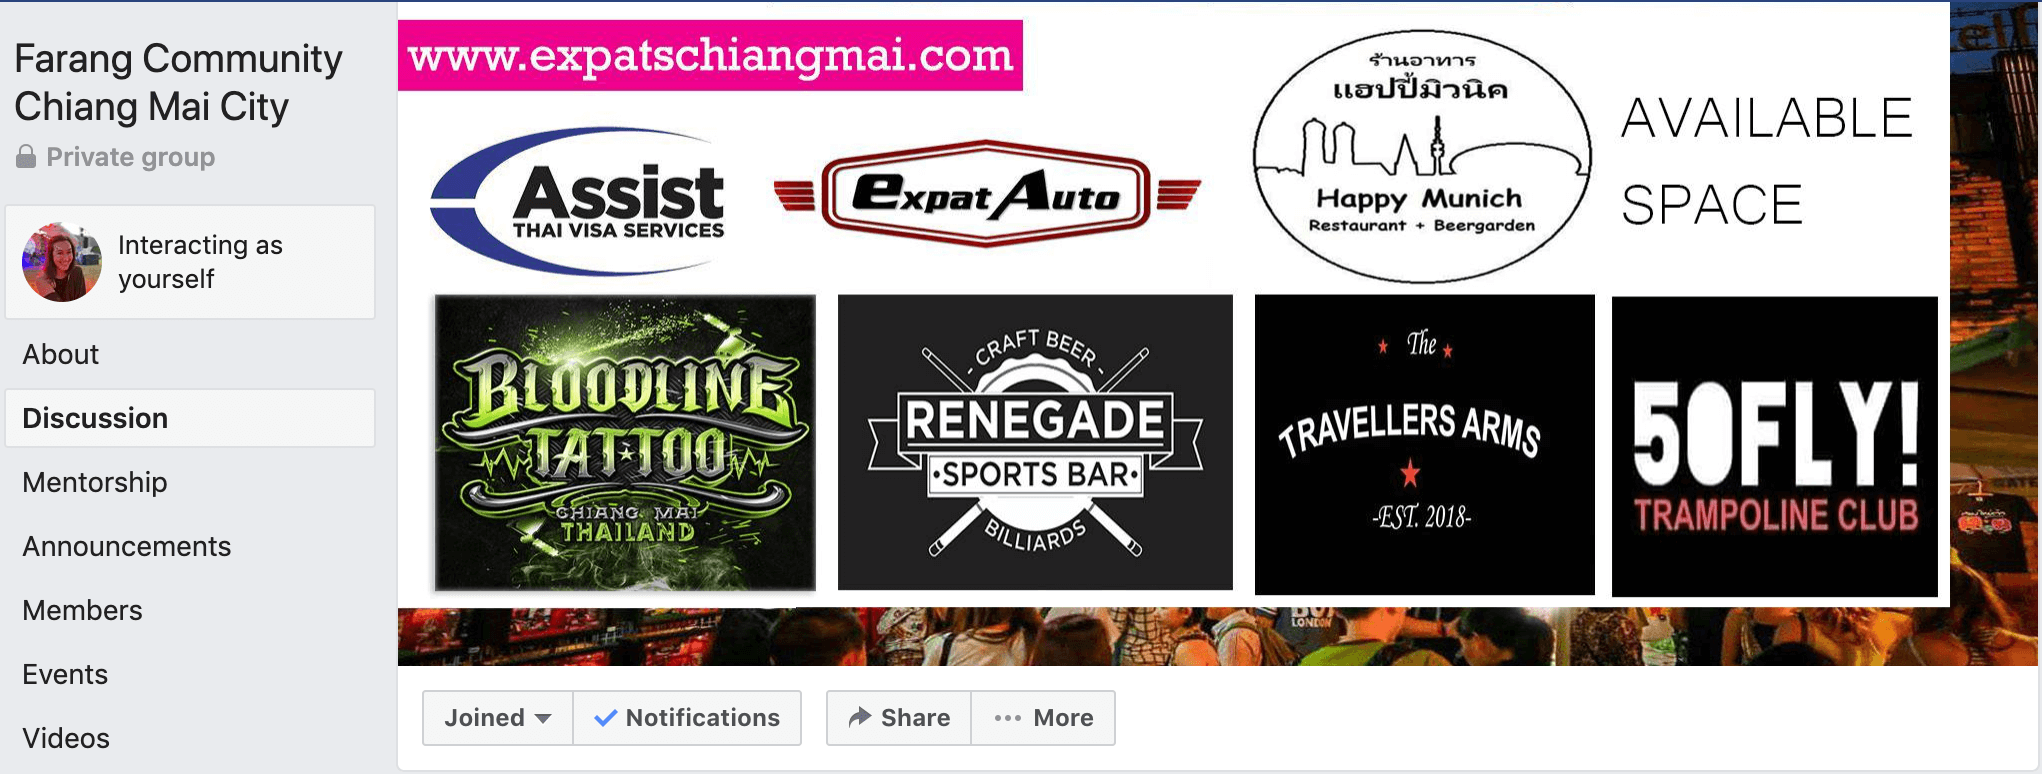 Farang Community
Chiang Mai City
Private group
Interacting as
yourself
About
Discussion
Mentorship
Announcements
Members
Events
Videos
www.expatschiangmai.com
Assist
THAI VISA SERVICES
Expat Auto
ร้านอาหาร
แฮปปี้มิวนิค
Happy Munich
Restaurant + Beergarden
AVAILABLE
SPACE
BLOODLINE
TATTOO
CHIANG MAI
THAILAND
- CRAFT BEER -
RENEGADE
·SPORTS BAR·
BILLIARDS
The
TRAVELLERS ARMS
-EST. 2018-
50FLY!
TRAMPOLINE CLUB
LONDON
Joined
Notifications
Share
More